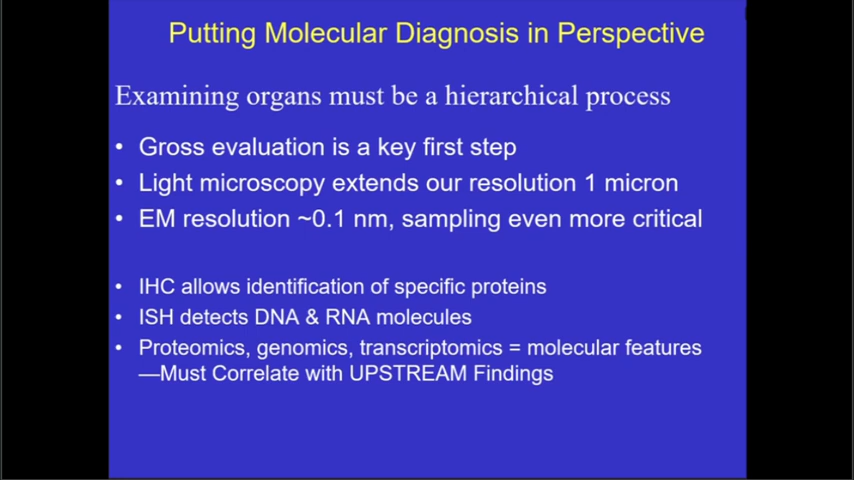 Putting Molecular Diagnosis in Perspective
Examining organs must be a hierarchical process
• Gross evaluation is a key first step
• Light microscopy extends our resolution 1 micron
• EM resolution ~0.1 nm, sampling even more critical
• IHC allows identification of specific proteins
• ISH detects DNA & RNA molecules
• Proteomics, genomics, transcriptomics = molecular features
—Must Correlate with UPSTREAM Findings